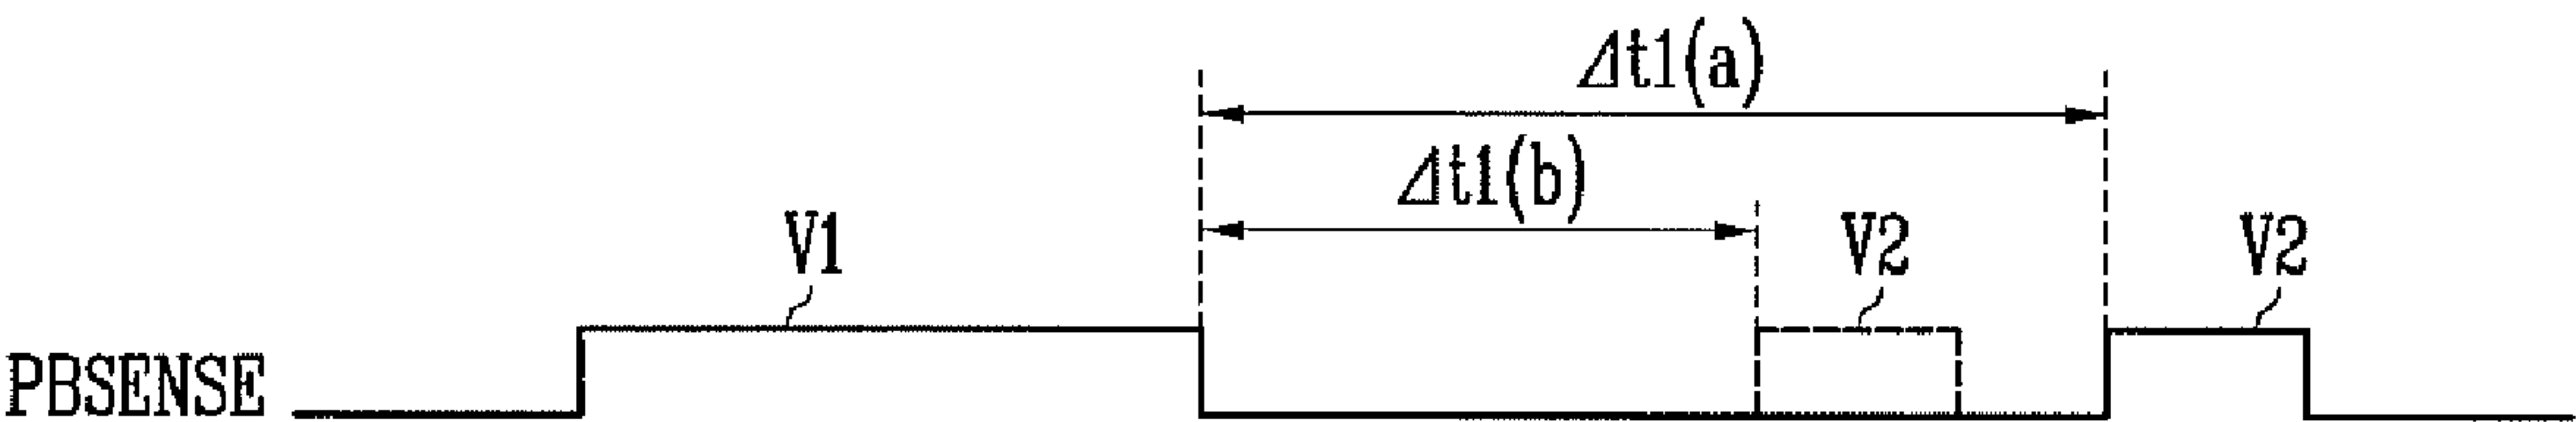 Δt1(a)
Δt1(b)
V1
V2
V2
PBSENSE